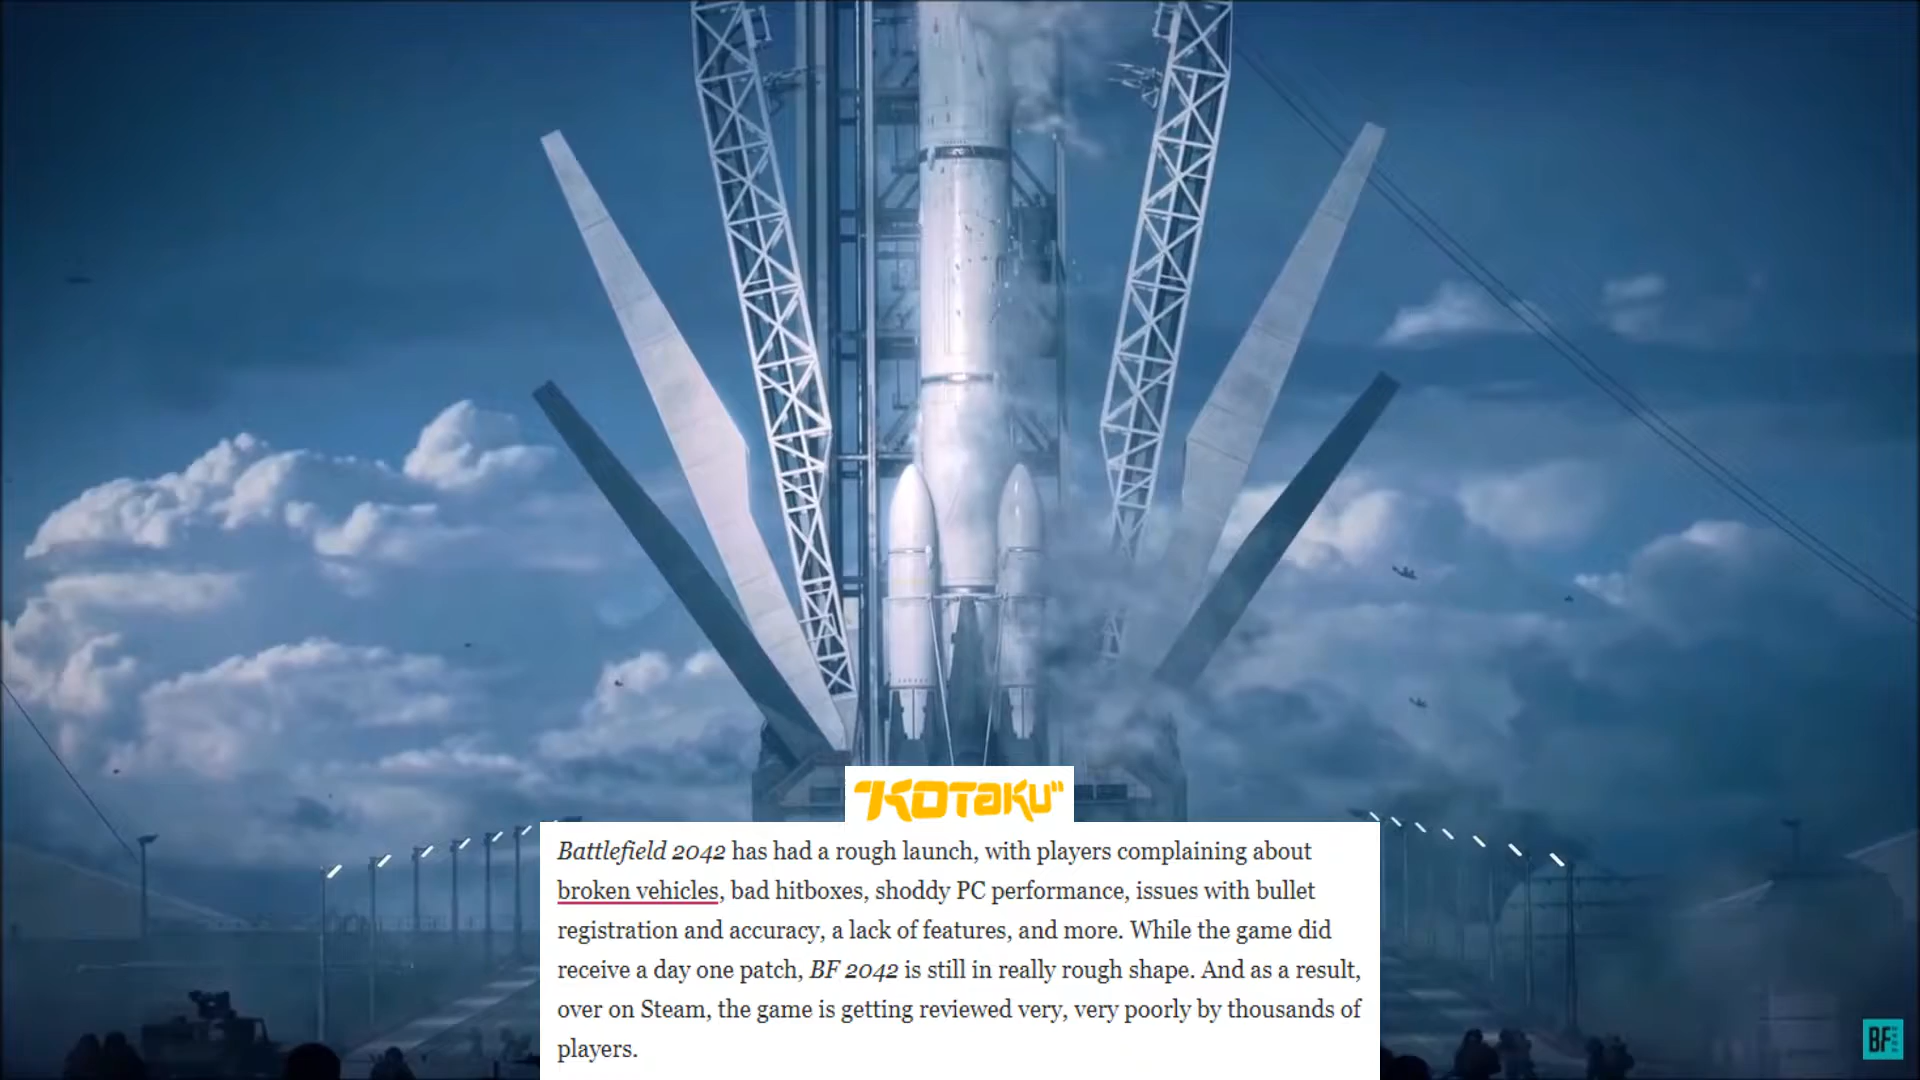 "KOTaKU"
Battlefield 2042 has had a rough launch, with players complaining about
broken vehicles, bad hitboxes, shoddy PC performance, issues with bullet
registration and accuracy, a lack of features, and more. While the game did
receive a day one patch, BF 2042 is still in really rough shape. And as a result,
over on Steam, the game is getting reviewed very, very poorly by thousands of
players.
BF